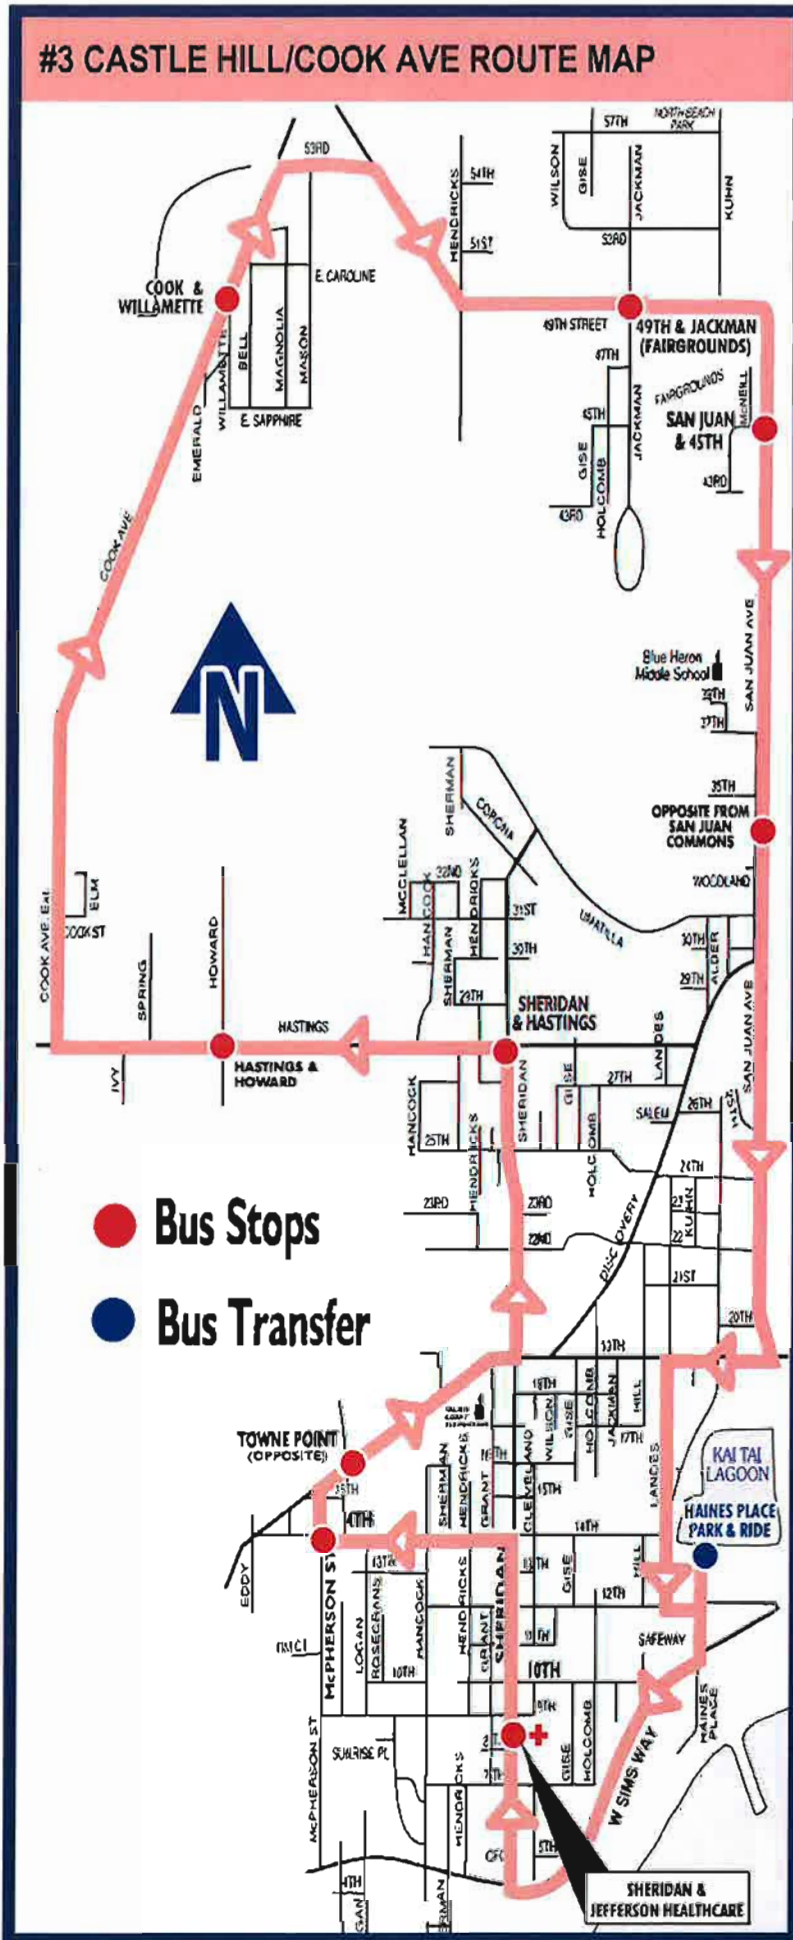 #3 CASTLE HILL/COOK AVE ROUTE MAP
NORTH BEACH
PARK
57TH
53RD
HENDRICKS
54TH
WILSON
GISE
JACKMAN
KUHN
51ST
52RD
E. CAROLINE
COOK &
WILLAMETTE
49TH STREET
49TH & JACKMAN
(FAIRGROUNDS)
WILLAMETTE
BELL
MAGNOLIA
MASON
47TH
FAIRGROUNDS
McNEILL
EMERALD
E. SAPPHIRE
45TH
JACKMAN
SAN JUAN
& 45TH
GISE
HOLCOMB
43RD
43RD
COOK AVE
N
Blue Heron
Middle School
SAN JUAN AVE
38TH
37TH
35TH
SHERMAN
CORONA
OPPOSITE FROM
SAN JUAN
COMMONS
McCLELLAN
HANCOCK
32ND
HENDRICKS
WOODLAND
ELM
COOK ST
COOK AVE. Ext.
31ST
UMATILLA
30TH
ALDER
SPRING
HOWARD
SHERMAN
30TH
29TH
29TH
SHERIDAN
& HASTINGS
LANDES
SAN JUAN AVE
HASTINGS
HASTINGS &
HOWARD
IVY
HANCOCK
SHERIDAN
GISE
27TH
SALEM
26TH
25TH
HENDRICKS
HOLCOMB
24TH
23RD
23RD
22ND
DISCOVERY
KUHN
22
21ST
20TH
Bus Stops
Bus Transfer
19TH
18TH
WILSON
GISE
HOLCOMB
JACKMAN
HILL
17TH
TOWNE POINT
(OPPOSITE)
SHERMAN
HENDRICKS
GRANT
16TH
CLEVELAND
15TH
LANDES
KAI TAI
LAGOON
HAINES PLACE
PARK & RIDE
14TH
EDDY
McPHERSON ST
13TH
LOGAN
ROSECRANS
HANCOCK
HENDRICKS
GRANT
SHERIDAN
13TH
GISE
HILL
12TH
11TH
SAFEWAY
10TH
10TH
HAINES
PLACE
McPHERSON ST
SUNRISE PL
9TH
GISE
HOLCOMB
HENDRICKS
W SIMS WAY
5TH
SHERIDAN &
JEFFERSON HEALTHCARE